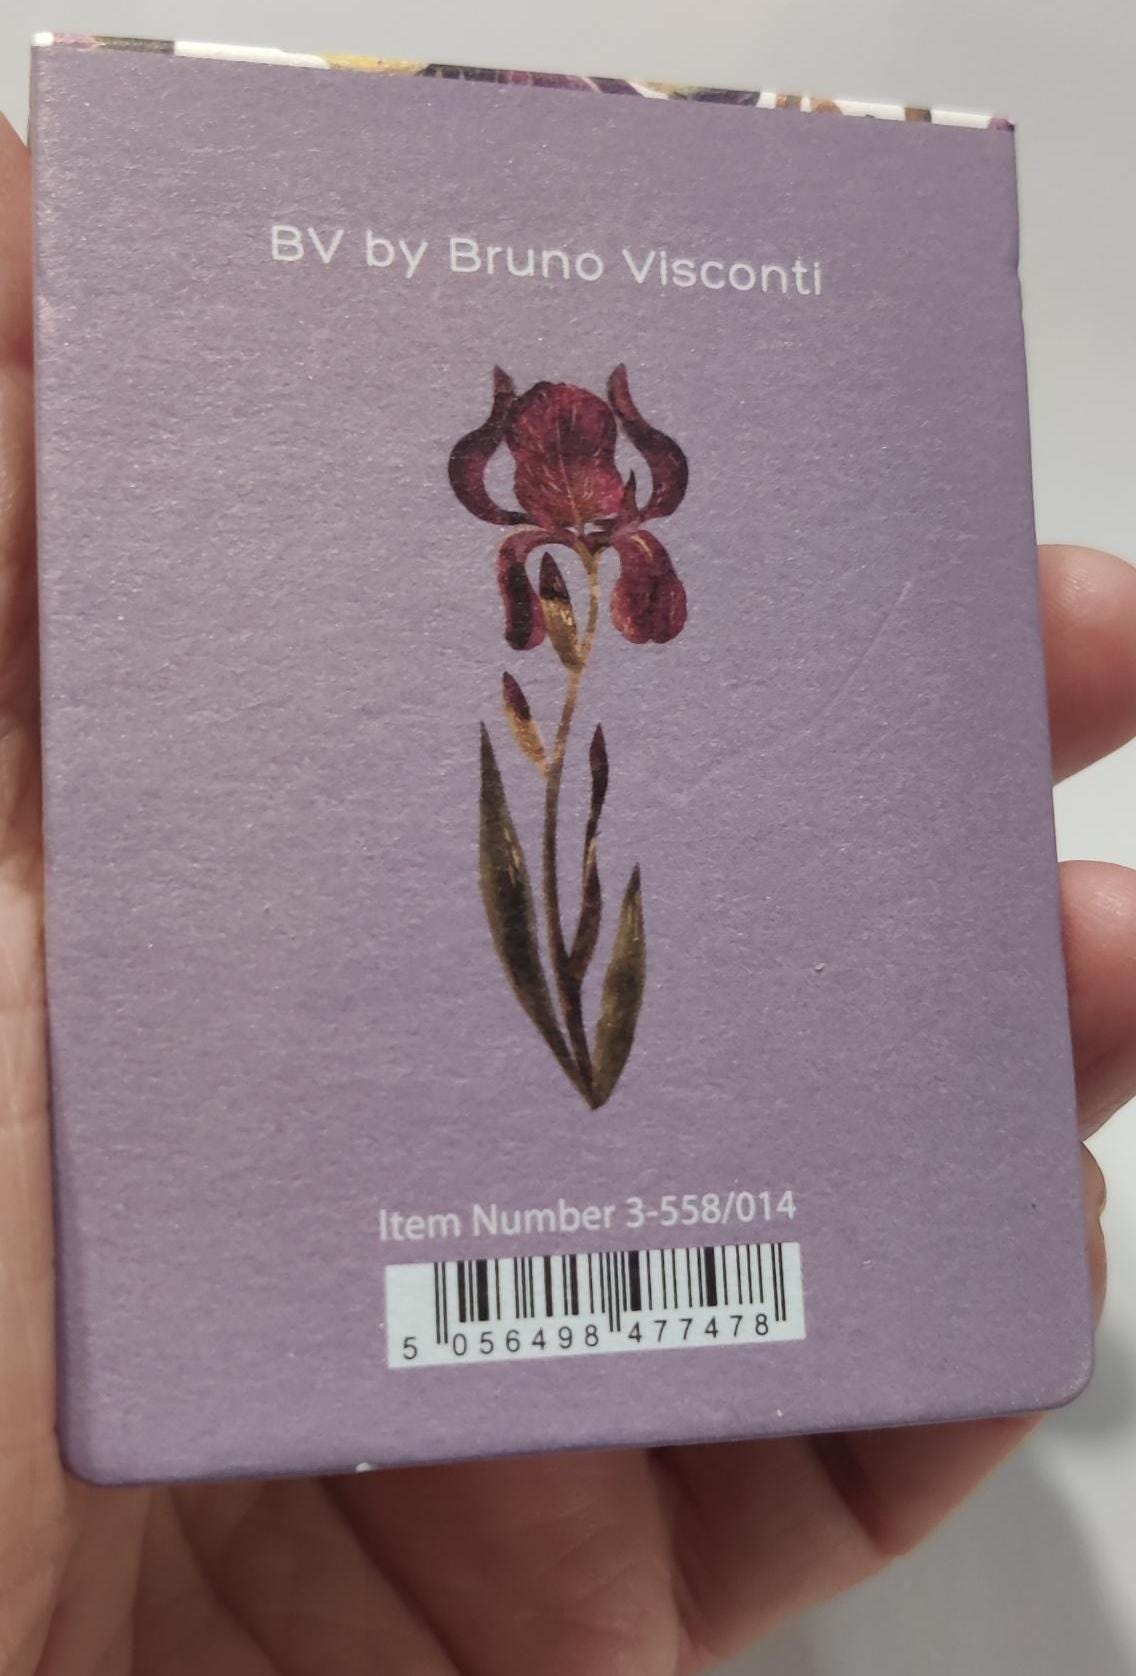 BV by Bruno Visconti
Item Number 3-558/014
5 056498 477478